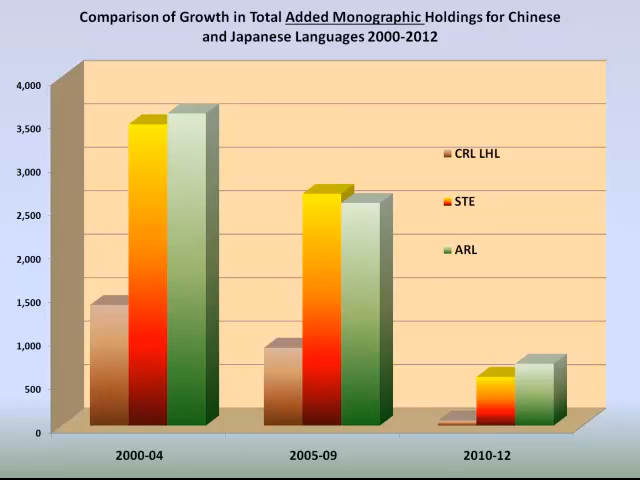 Comparison of Growth in Total Added Monographic Holdings for Chinese
and Japanese Languages 2000-2012
4,000
3,500
3,000
2,500
2,000
1,500
1,000
500
0
CRL LHL
STE
ARL
2000-04 2005-09 2010-12